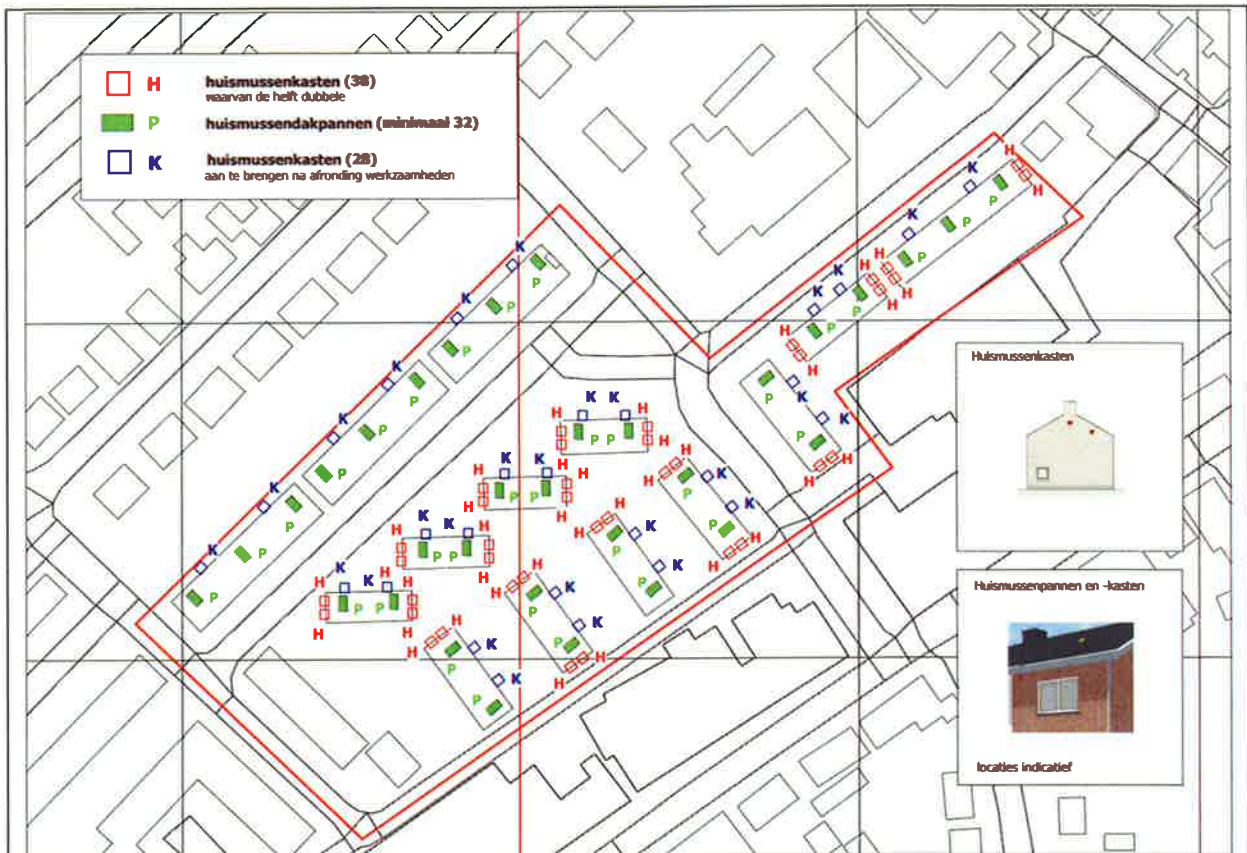 H huismussenkasten (38)
waarvan de helft dubbele
P huismussendakpannen (minimaal 32)
K huismussenkasten (28)
aan te brengen na afronding werkzaamheden
Huismussenkasten
Huismussenpannen en -kasten
locaties indicatief